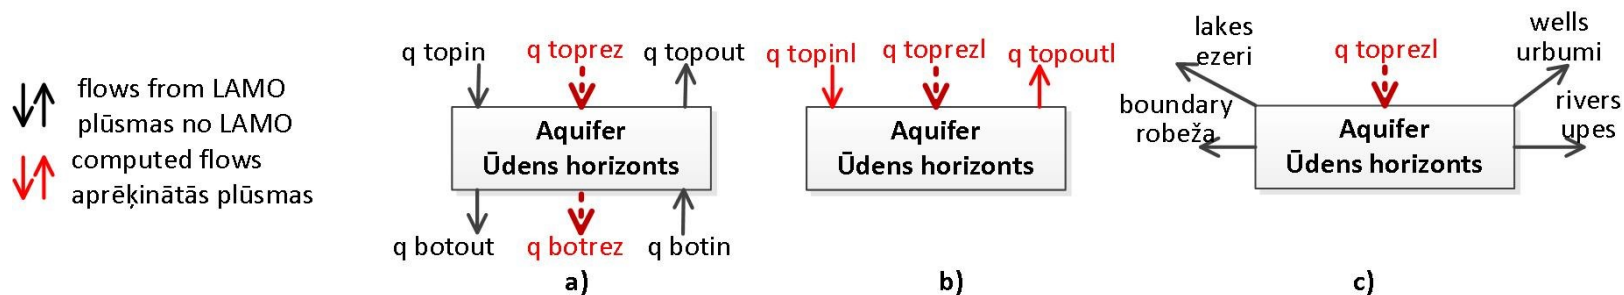 flows from LAMO
plūsmas no LAMO
computed flows
aprēķinātās plūsmas
q topin
q toprez
q topout
Aquifer
Ūdens horizonts
q botout
q botrez
q botin
a)
q topinl
q toprezl
q topoutl
Aquifer
Ūdens horizonts
b)
lakes
ezeri
q toprezl
wells
urbumi
boundary
robeža
Aquifer
Ūdens horizonts
rivers
upes
c)